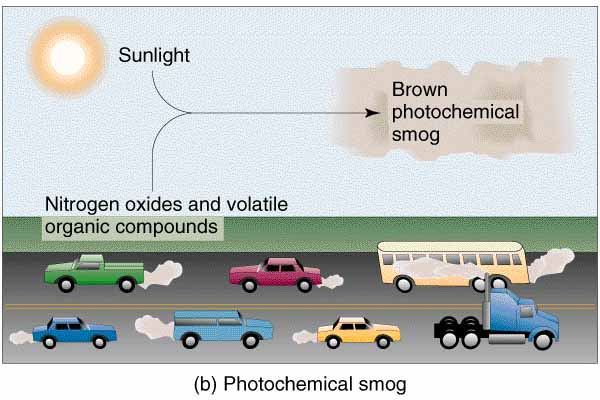 Sunlight
Brown
photochemical
smog
Nitrogen oxides and volatile
organic compounds
(b) Photochemical smog